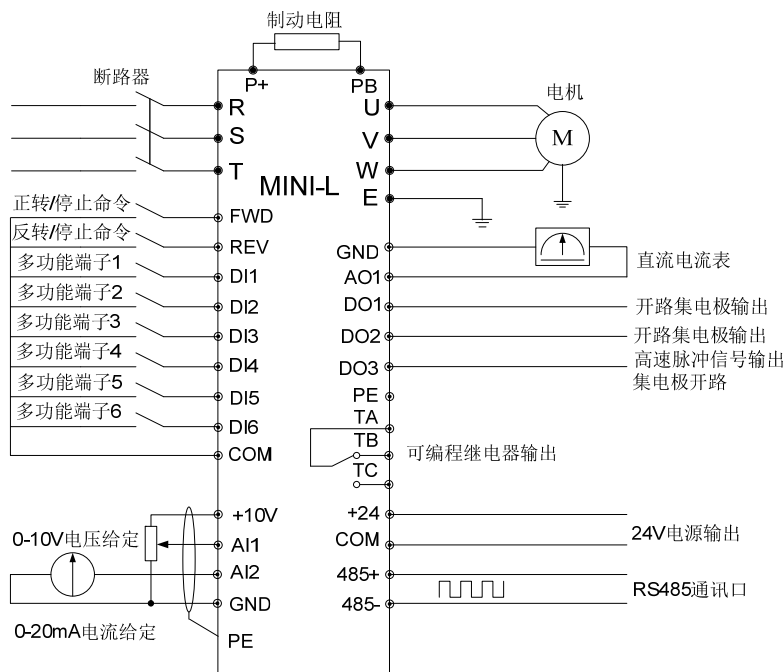 制动电阻
断路器
P+
PB
电机
R
U
S
V
M
T
W
MINI-L
E
正转/停止命令
FWD
反转/停止命令
REV
多功能端子1
DI1
多功能端子2
DI2
多功能端子3
DI3
多功能端子4
DI4
多功能端子5
DI5
多功能端子6
DI6
COM
GND
直流电流表
AO1
DO1
开路集电极输出
DO2
开路集电极输出
DO3
高速脉冲信号输出
集电极开路
PE
TA
TB
可编程继电器输出
TC
+10V
0-10V电压给定
AI1
AI2
GND
0-20mA电流给定
PE
+24
24V电源输出
COM
485+
RS485通讯口
485-